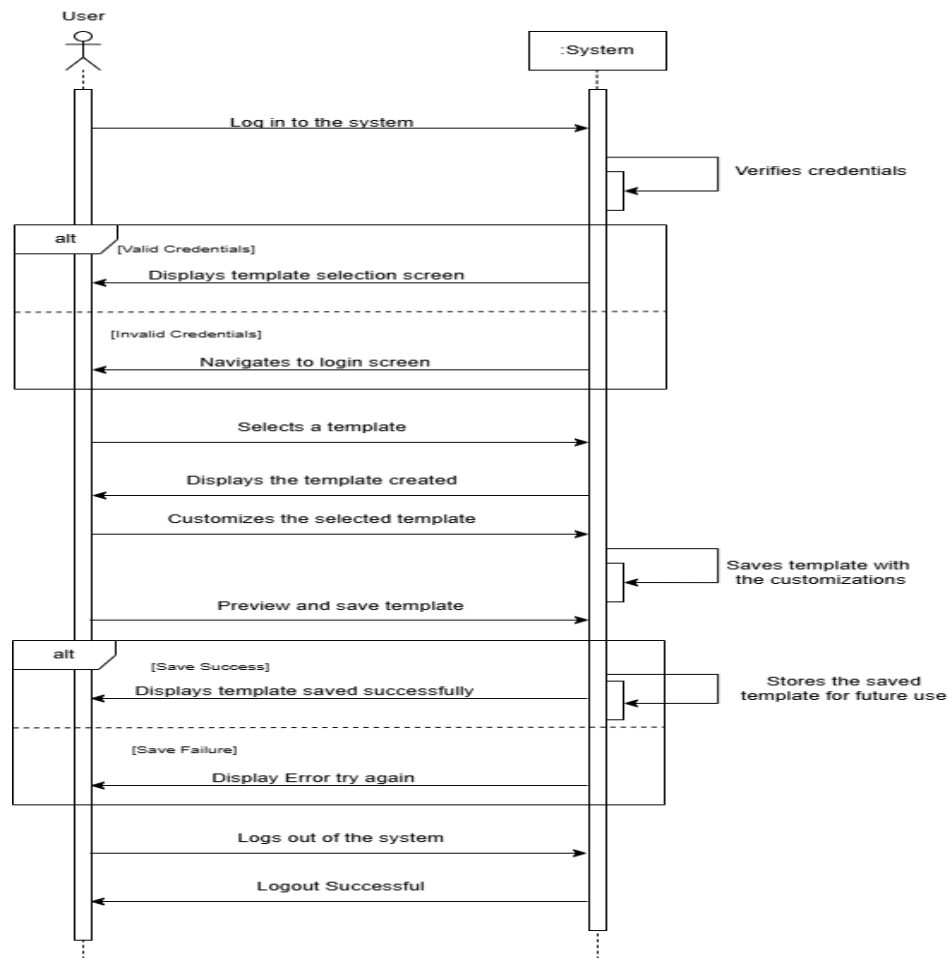 User
:System
Log in to the system
Verifies credentials
alt
[Valid Credentials]
Displays template selection screen
[Invalid Credentials]
Navigates to login screen
Selects a template
Displays the template created
Customizes the selected template
Saves template with
the customizations
Preview and save template
alt
[Save Success]
Displays template saved successfully
Stores the saved
template for future use
[Save Failure]
Display Error try again
Logs out of the system
Logout Successful